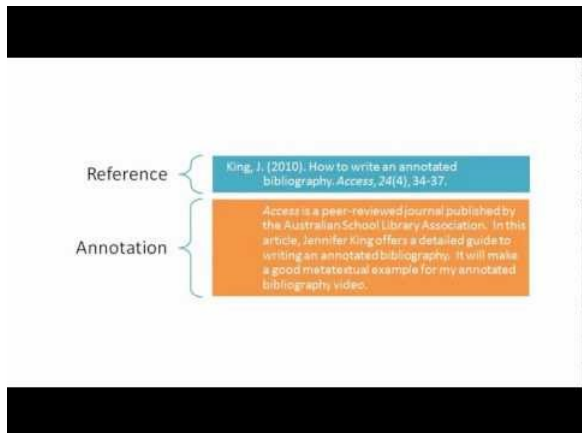 Reference
King, J. (2010). How to write an annotated
bibliography. Access, 24(4), 34-37.
Annotation
Access is a peer-reviewed journal published by
the Australian School Library Association. In this
article, Jennifer King offers a detailed guide to
writing an annotated bibliography. It will make
a good metatextual example for my annotated
bibliography video.